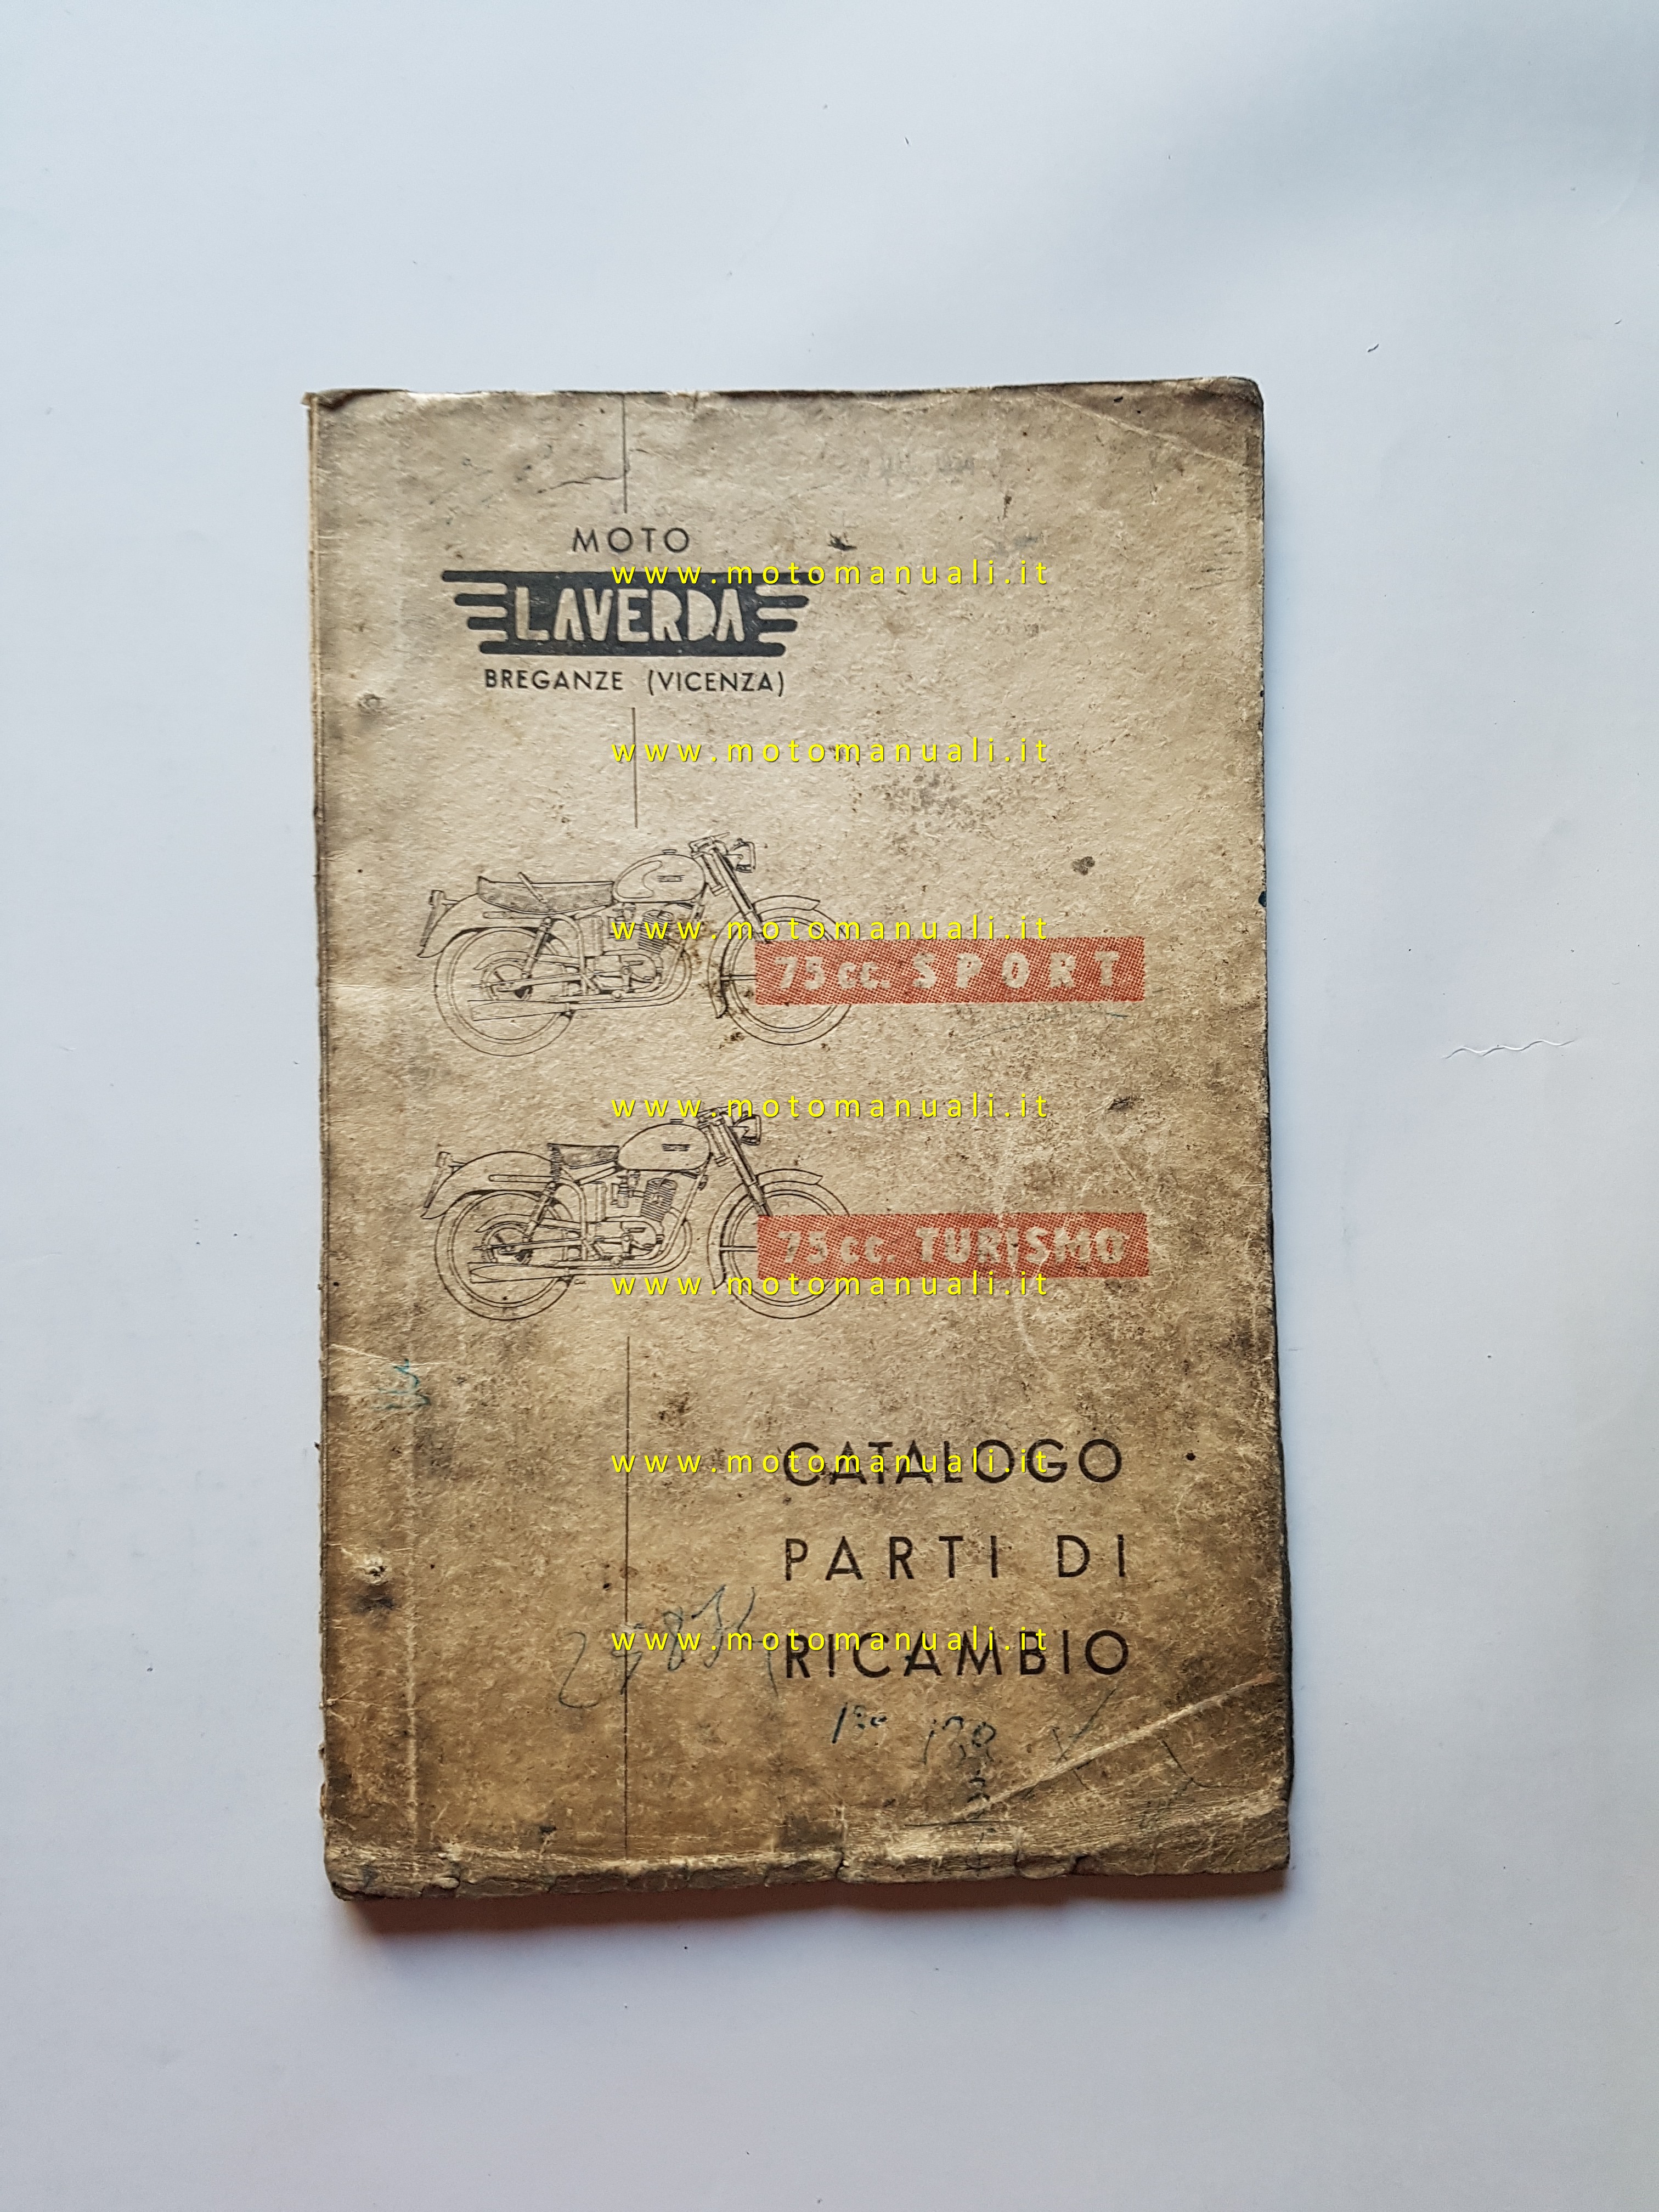 MOTO
www.motomanuali.it
LAVERDA
BREGANZE (VICENZA)
www.motomanuali.it
www.motomanuali.it
75 cc. SPORT
www.motomanuali.it
75 cc. TURISMO
www.motomanuali.it
CATALOGO
www.motomanuali.it
PARTI DI
www.motomanuali.it
RICAMBIO